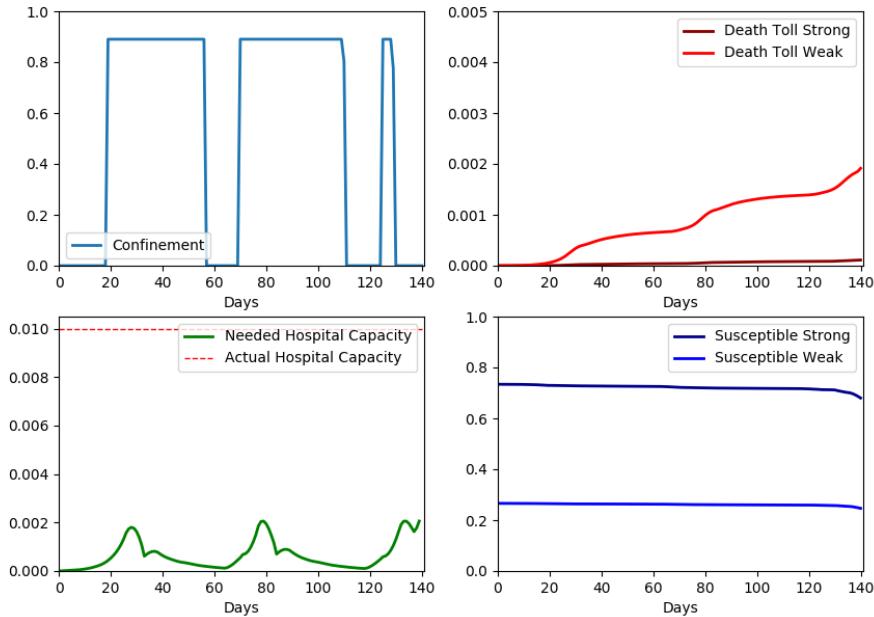 1.0
0.8
0.6
0.4
0.2
0.0
Confinement
0 20 40 60 80 100 120 140
Days
0.005
0.004
0.003
0.002
0.001
0.000
Death Toll Strong
Death Toll Weak
0 20 40 60 80 100 120 140
Days
0.010
0.008
0.006
0.004
0.002
0.000
Needed Hospital Capacity
Actual Hospital Capacity
0 20 40 60 80 100 120 140
Days
1.0
0.8
0.6
0.4
0.2
0.0
Susceptible Strong
Susceptible Weak
0 20 40 60 80 100 120 140
Days